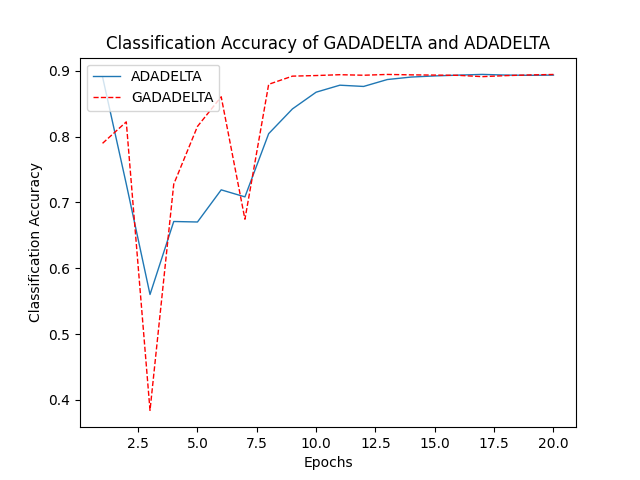 Classification Accuracy of GADADELTA and ADADELTA
ADADELTA
GADADELTA
Classification Accuracy
0.9
0.8
0.7
0.6
0.5
0.4
2.5 5.0 7.5 10.0 12.5 15.0 17.5 20.0
Epochs